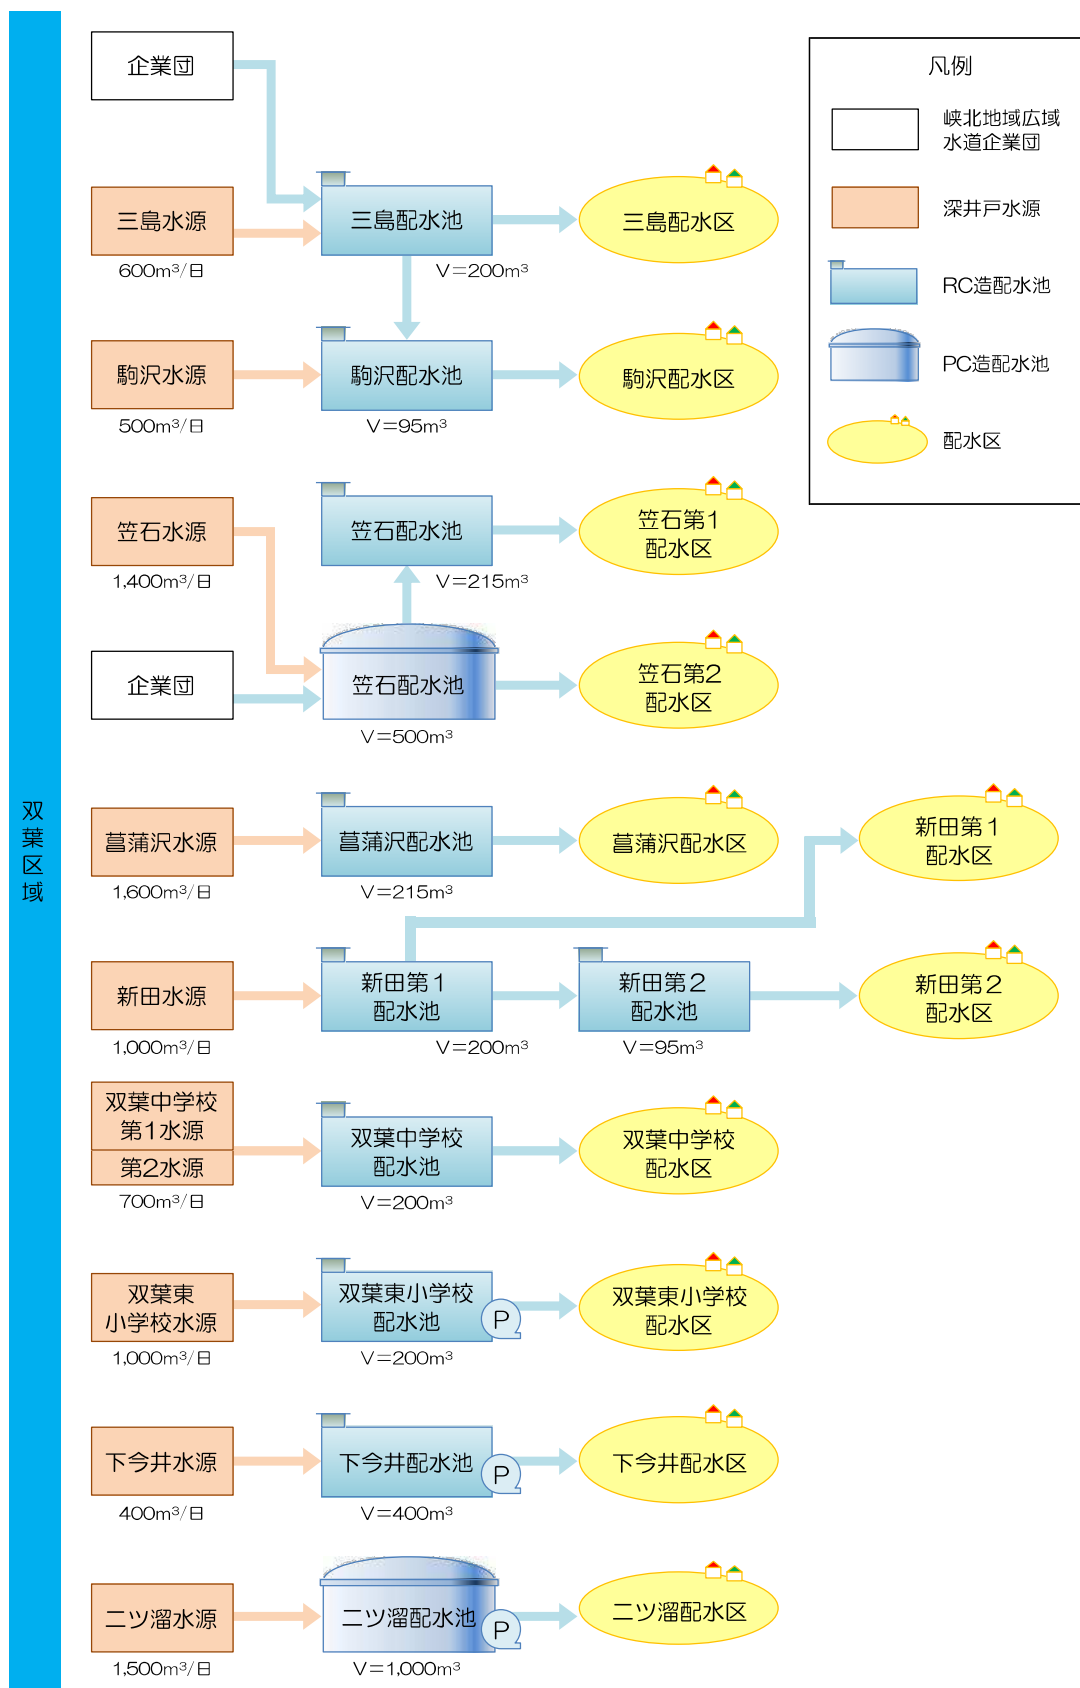 双葉区域
企業団
三島水源
600m³/日
三島配水池
V=200m³
三島配水区
駒沢水源
500m³/日
駒沢配水池
V=95m³
駒沢配水区
笠石水源
1,400m³/日
笠石配水池
V=215m³
笠石第1
配水区
企業団
笠石配水池
V=500m³
笠石第2
配水区
菖蒲沢水源
1,600m³/日
菖蒲沢配水池
V=215m³
菖蒲沢配水区
新田第1
配水区
新田水源
1,000m³/日
新田第1
配水池
V=200m³
新田第2
配水池
V=95m³
新田第2
配水区
双葉中学校
第1水源
第2水源
700m³/日
双葉中学校
配水池
V=200m³
双葉中学校
配水区
双葉東
小学校水源
1,000m³/日
双葉東小学校
配水池
P
V=200m³
双葉東小学校
配水区
下今井水源
400m³/日
下今井配水池
P
V=400m³
下今井配水区
二ツ溜水源
1,500m³/日
二ツ溜配水池
P
V=1,000m³
二ツ溜配水区
凡例
峡北地域広域
水道企業団
深井戸水源
RC造配水池
PC造配水池
配水区